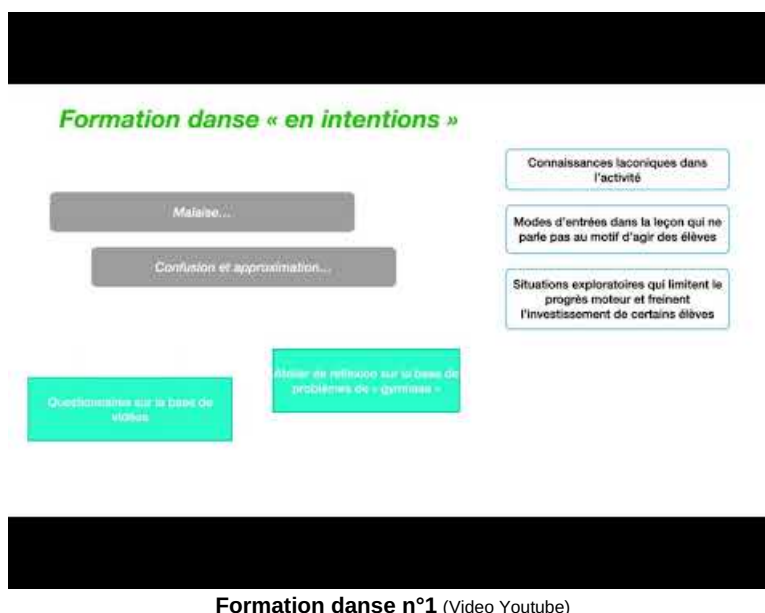 Formation danse « en intentions »
Malaise...
Confusion et approximation...
Connaissances laconiques dans
l'activité
Modes d'entrées dans la leçon qui ne
parle pas au motif d'agir des élèves
Situations exploratoires qui limitent le
progrès moteur et freinent
l'investissement de certains élèves
Atelier de réflexion sur la base de
problèmes de « gymnase »
Questionnaires sur la base de
vidéos
Formation danse n°1 (Video Youtube)